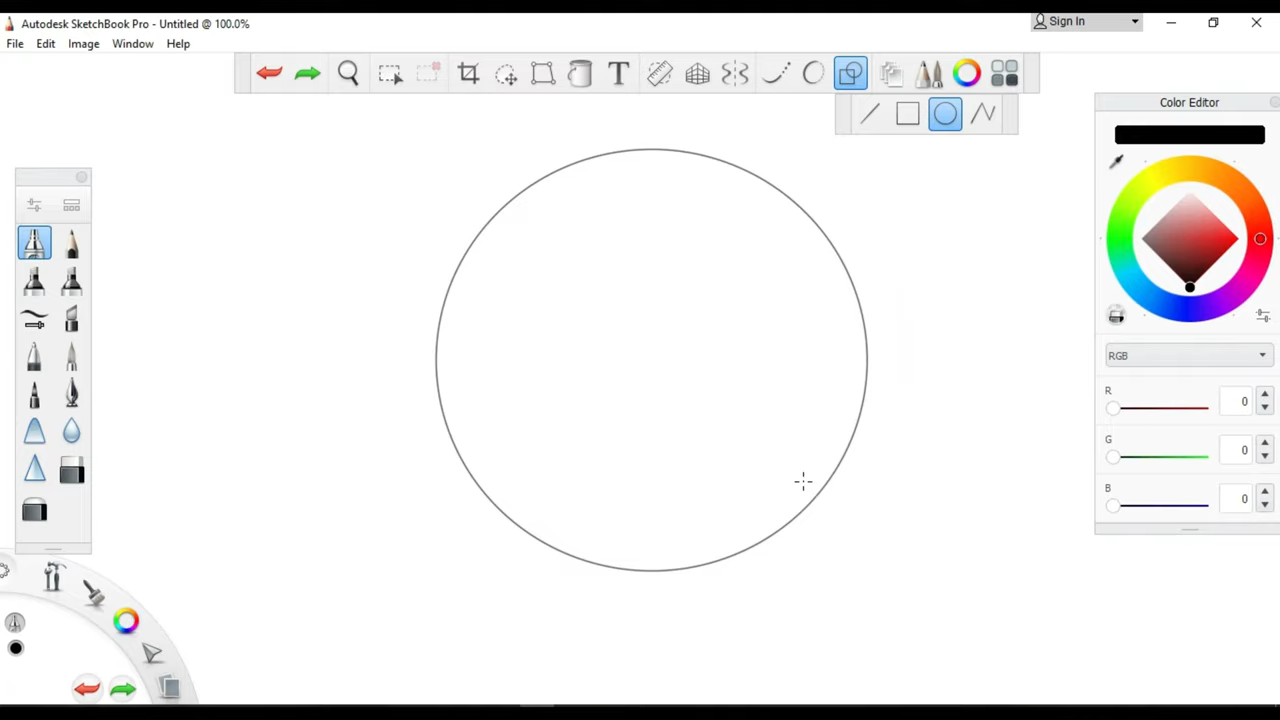 Autodesk SketchBook Pro - Untitled @ 100.0%
Sign In
File Edit Image Window Help
T
Color Editor
RGB
R 0
G 0
B 0